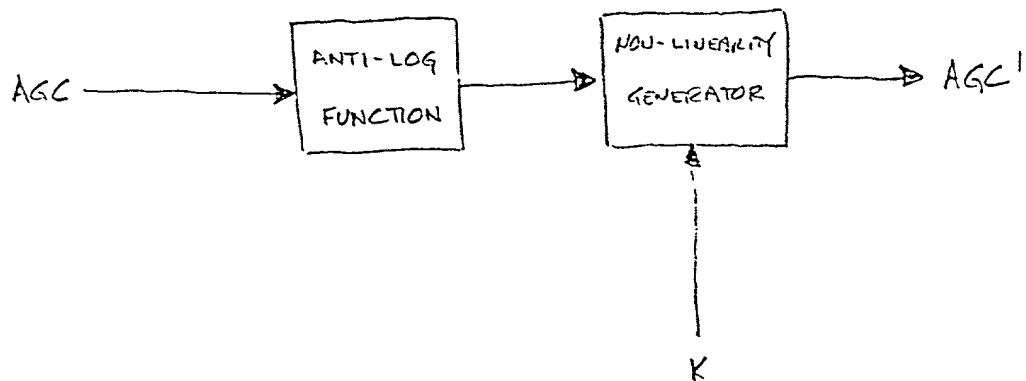 AGC
ANTI-LOG
FUNCTION
NON-LINEARITY
GENERATOR
AGC'
K